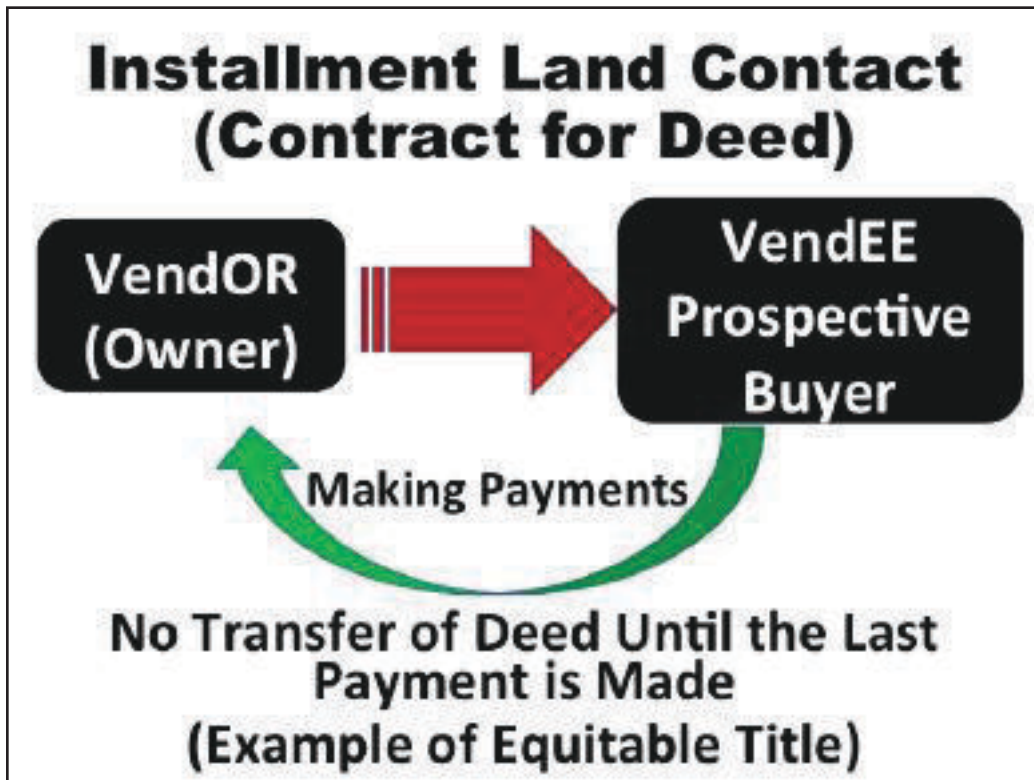 Installment Land Contact
(Contract for Deed)
VendOR
(Owner)
VendEE
Prospective
Buyer
Making Payments
No Transfer of Deed Until the Last
Payment is Made
(Example of Equitable Title)